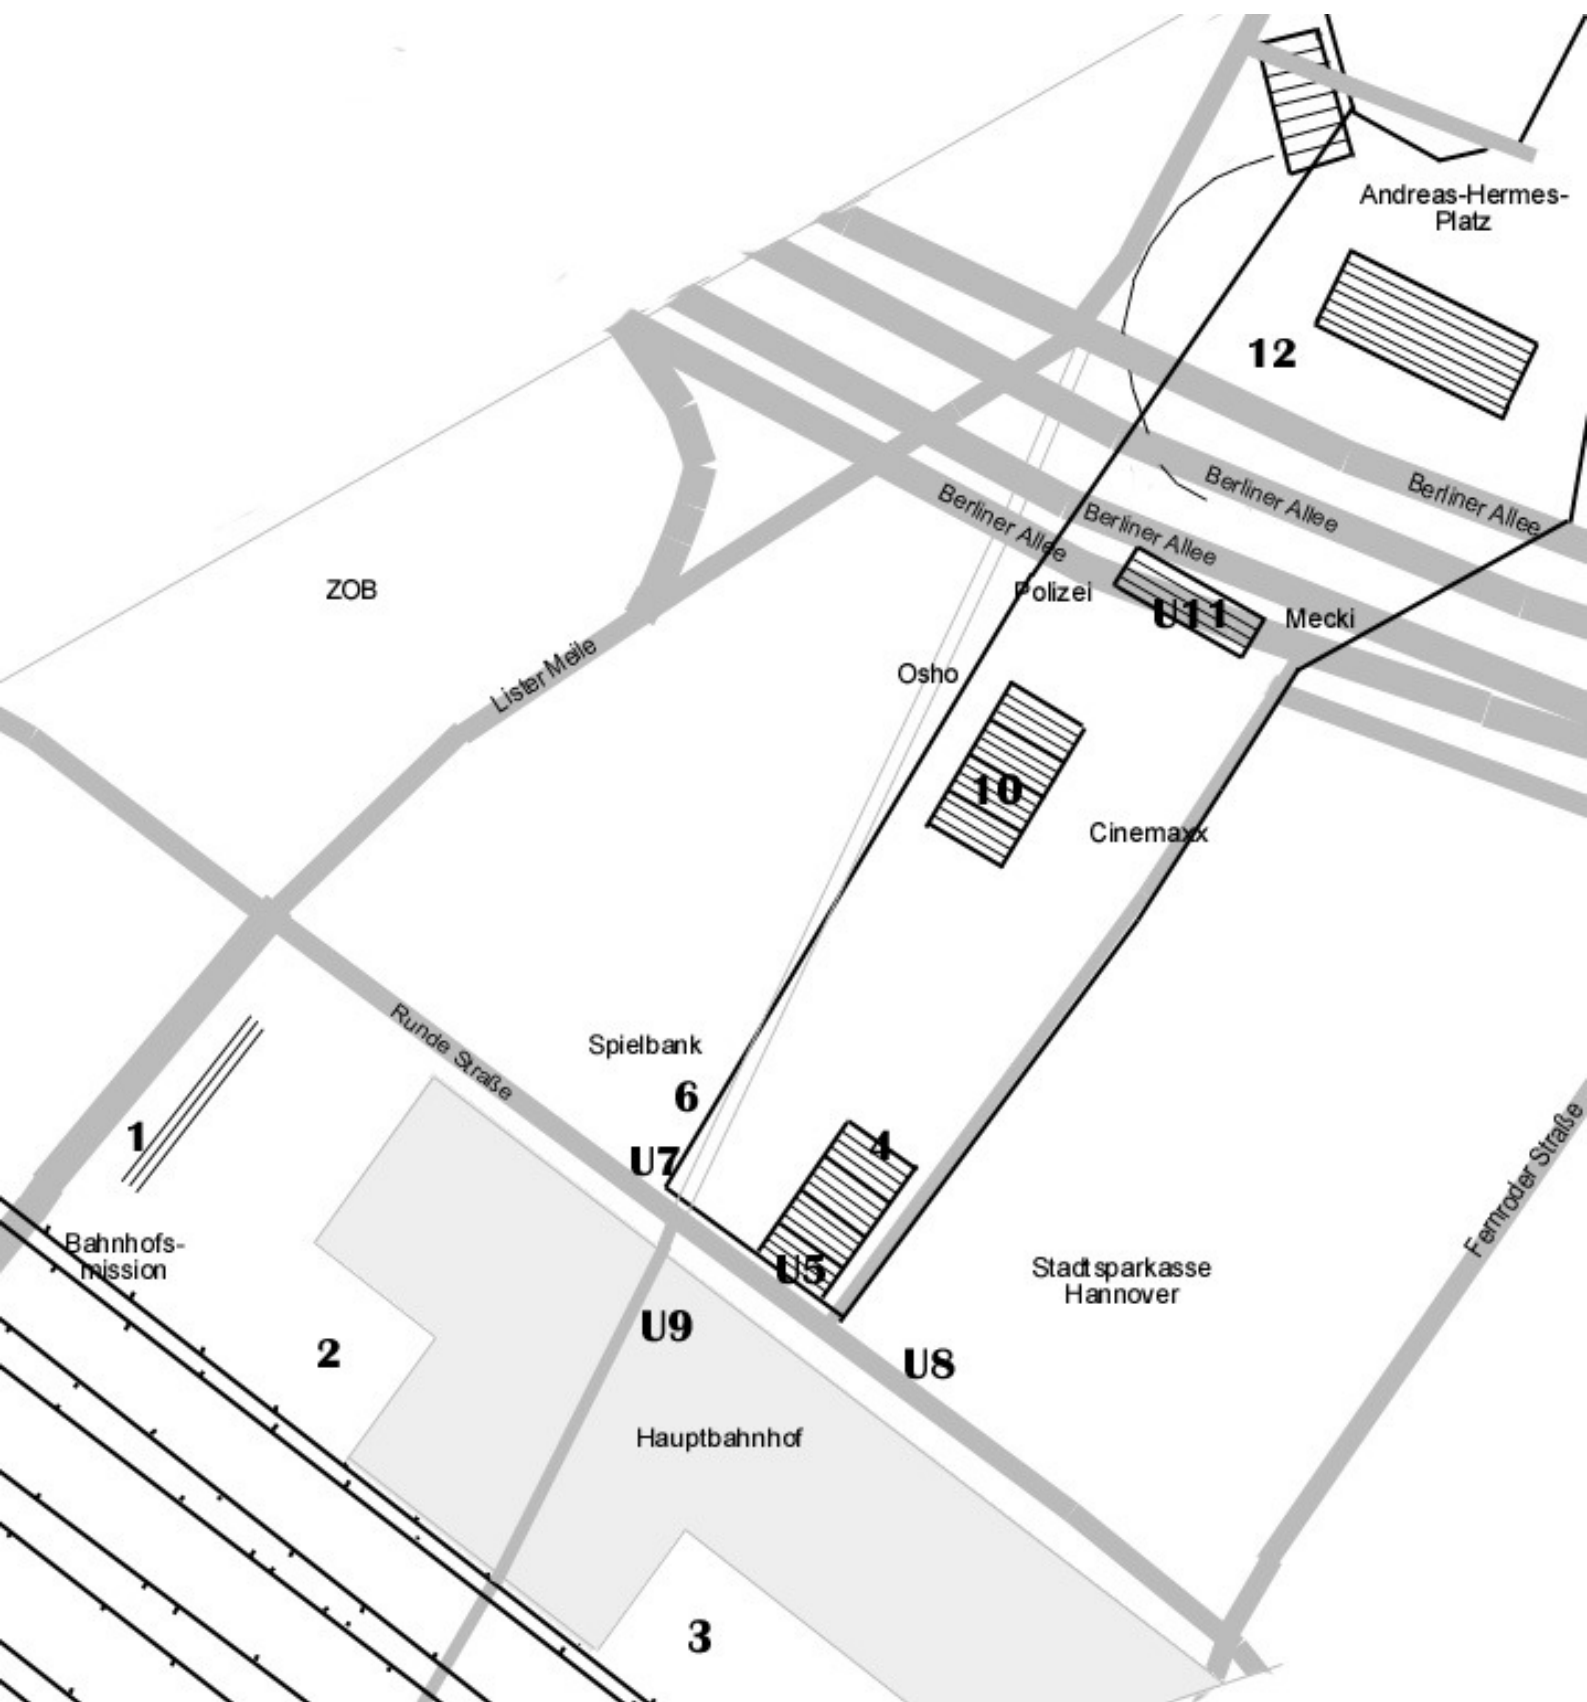 Andreas-Hermes-
Platz
12
Berliner Allee
Berliner Allee
Berliner Allee
Berliner Allee
ZOB
Polizei
U11
Mecki
Lister Meile
Osho
10
Cinemaxx
Runde Straße
Spielbank
6
1
4
U7
Fernroder Straße
Bahnhofs-
mission
U5
Stadtsparkasse
Hannover
2
U9
U8
Hauptbahnhof
3